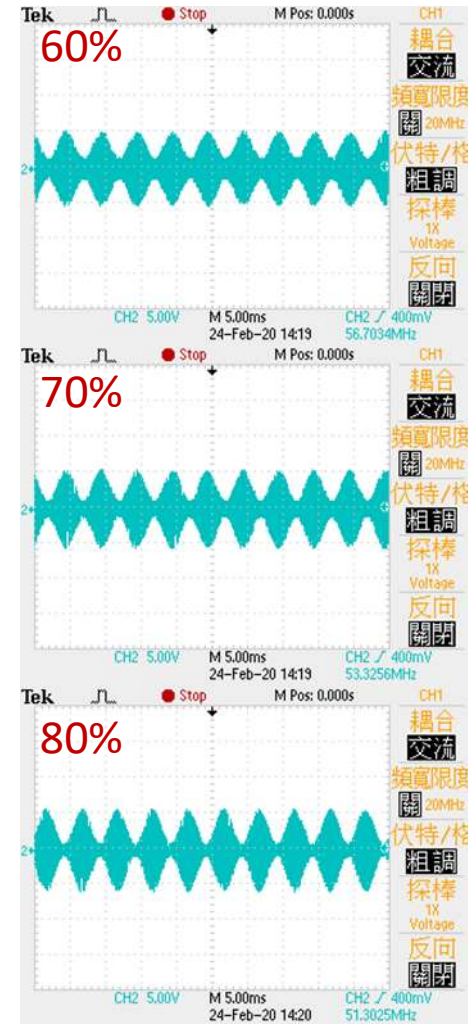 Tek Stop M Pos: 0.000s CH1
60%
耦合
交流
頻寬限度
關 20MHz
伏特/格
粗調
探棒
1X
Voltage
反向
關閉
2
CH2 5.00V M 5.00ms CH2 400mV
24-Feb-20 14:19 56.7034MHz
Tek Stop M Pos: 0.000s CH1
70%
耦合
交流
頻寬限度
關 20MHz
伏特/格
粗調
探棒
1X
Voltage
反向
關閉
2
CH2 5.00V M 5.00ms CH2 400mV
24-Feb-20 14:19 53.3256MHz
Tek Stop M Pos: 0.000s CH1
80%
耦合
交流
頻寬限度
關 20MHz
伏特/格
粗調
探棒
1X
Voltage
反向
關閉
2
CH2 5.00V M 5.00ms CH2 400mV
24-Feb-20 14:20 51.3025MHz